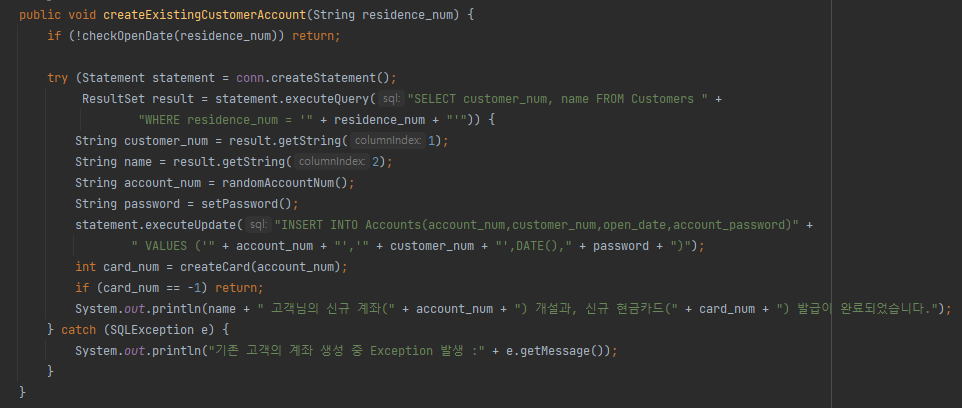 public void createExistingCustomerAccount(String residence_num) {
if (!checkOpenDate(residence_num)) return;
try (Statement statement = conn.createStatement();
ResultSet result = statement.executeQuery( sql: "SELECT customer_num, name FROM Customers " +
"WHERE residence_num = '" + residence_num + "'")) {
String customer_num = result.getString( columnIndex: 1);
String name = result.getString( columnIndex: 2);
String account_num = randomAccountNum();
String password = setPassword();
statement.executeUpdate( sql: "INSERT INTO Accounts(account_num,customer_num,open_date,account_password)" +
" VALUES ('" + account_num + "','" + customer_num + "',DATE()," + password + ")");
int card_num = createCard(account_num);
if (card_num == -1) return;
System.out.println(name + " 고객님의 신규 계좌(" + account_num + ") 개설과, 신규 현금카드(" + card_num + ") 발급이 완료되었습니다.");
} catch (SQLException e) {
System.out.println("기존 고객의 계좌 생성 중 Exception 발생 :" + e.getMessage());
}
}